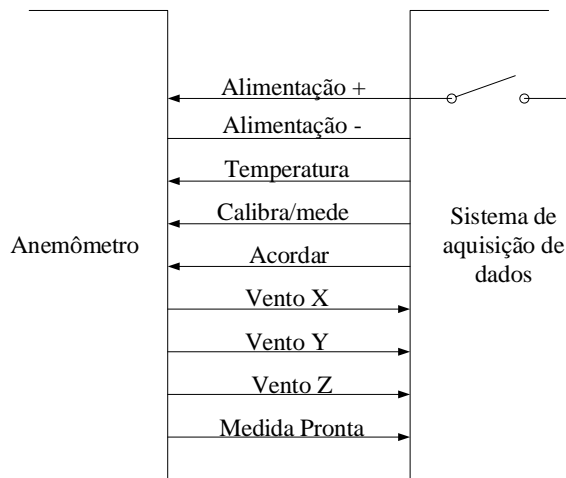 Alimentação +
Alimentação -
Temperatura
Calibra/mede
Acordar
Vento X
Vento Y
Vento Z
Medida Pronta
Anemômetro
Sistema de
aquisição de
dados